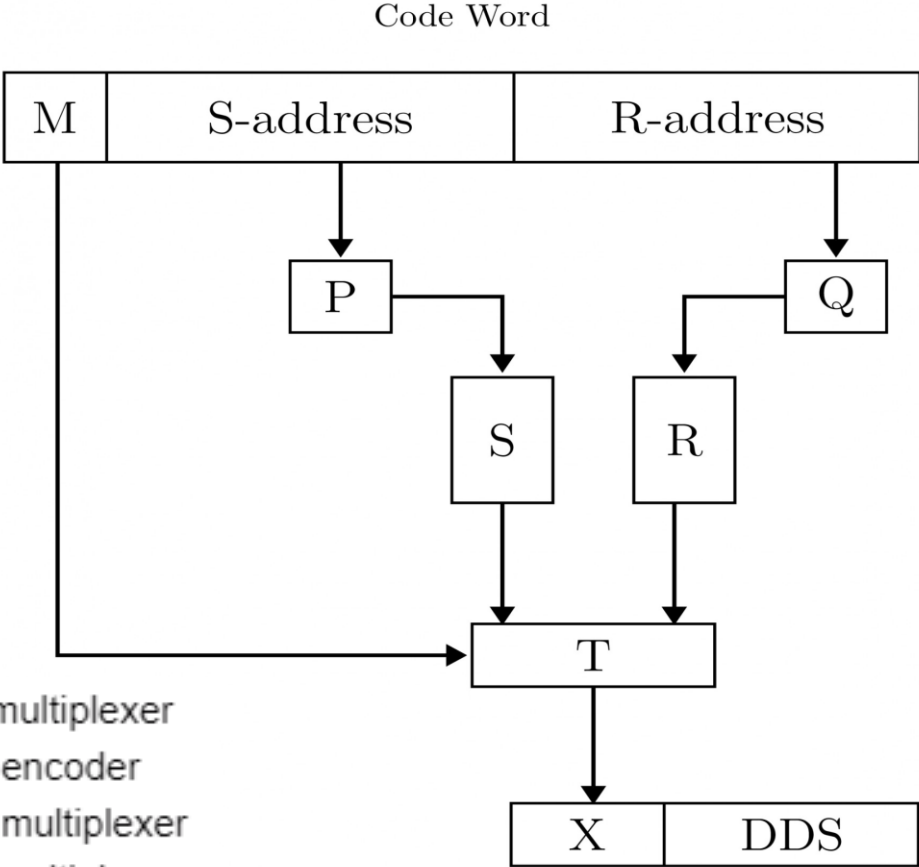 Code Word
M S-address R-address
P Q
S R
T
multiplexer
encoder
multiplexer
X DDS